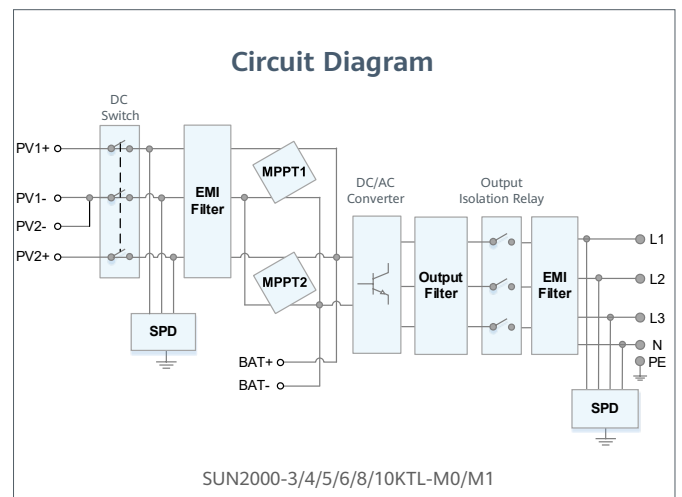 Circuit Diagram
DC
Switch
PV1+
PV1-
PV2-
PV2+
EMI
Filter
SPD
MPPT1
MPPT2
BAT+
BAT-
DC/AC
Converter
Output
Filter
Output
Isolation Relay
EMI
Filter
L1
L2
L3
N
PE
SPD
SUN2000-3/4/5/6/8/10KTL-M0/M1